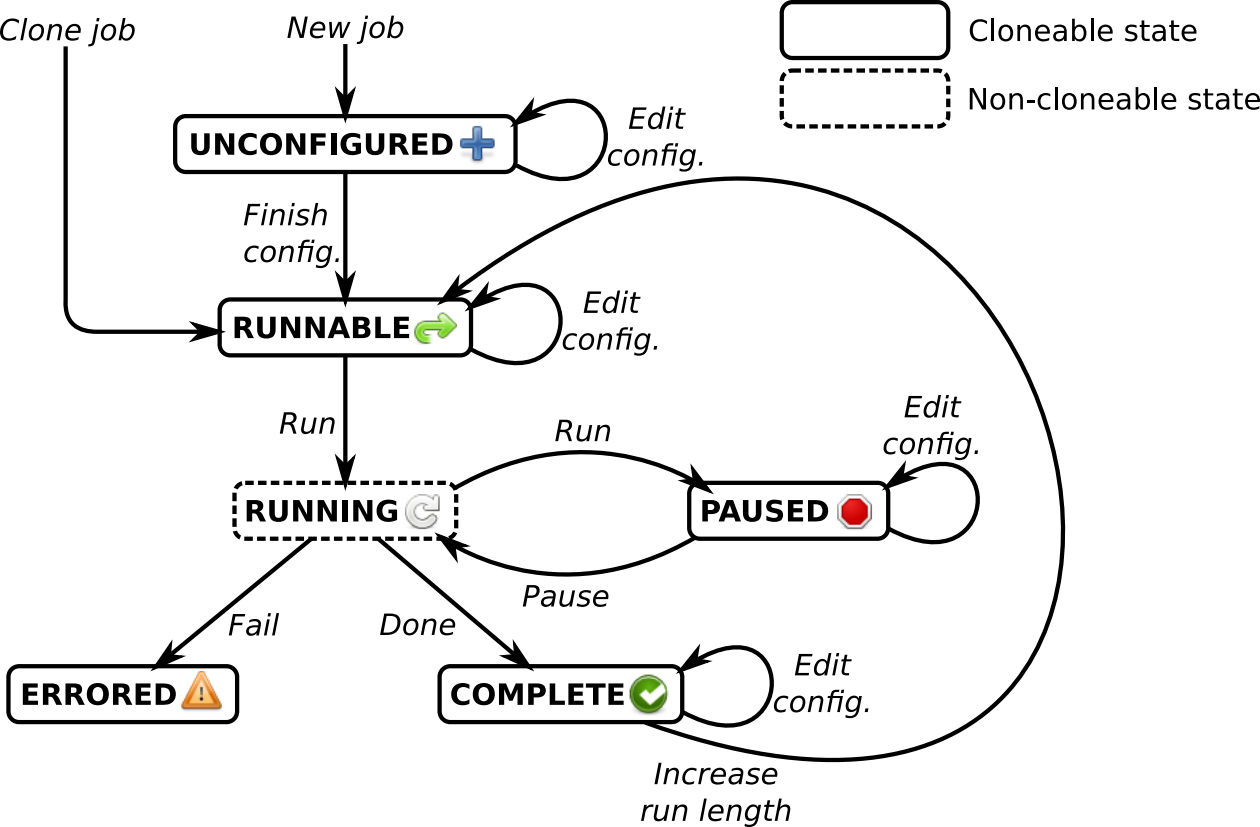 Clone job
New job
Cloneable state
Non-cloneable state
UNCONFIGURED
Edit
config.
Finish
config.
RUNNABLE
Edit
config.
Run
Run
Edit
config.
RUNNING
PAUSED
Pause
Fail
Done
ERRORED
COMPLETE
Edit
config.
Increase
run length